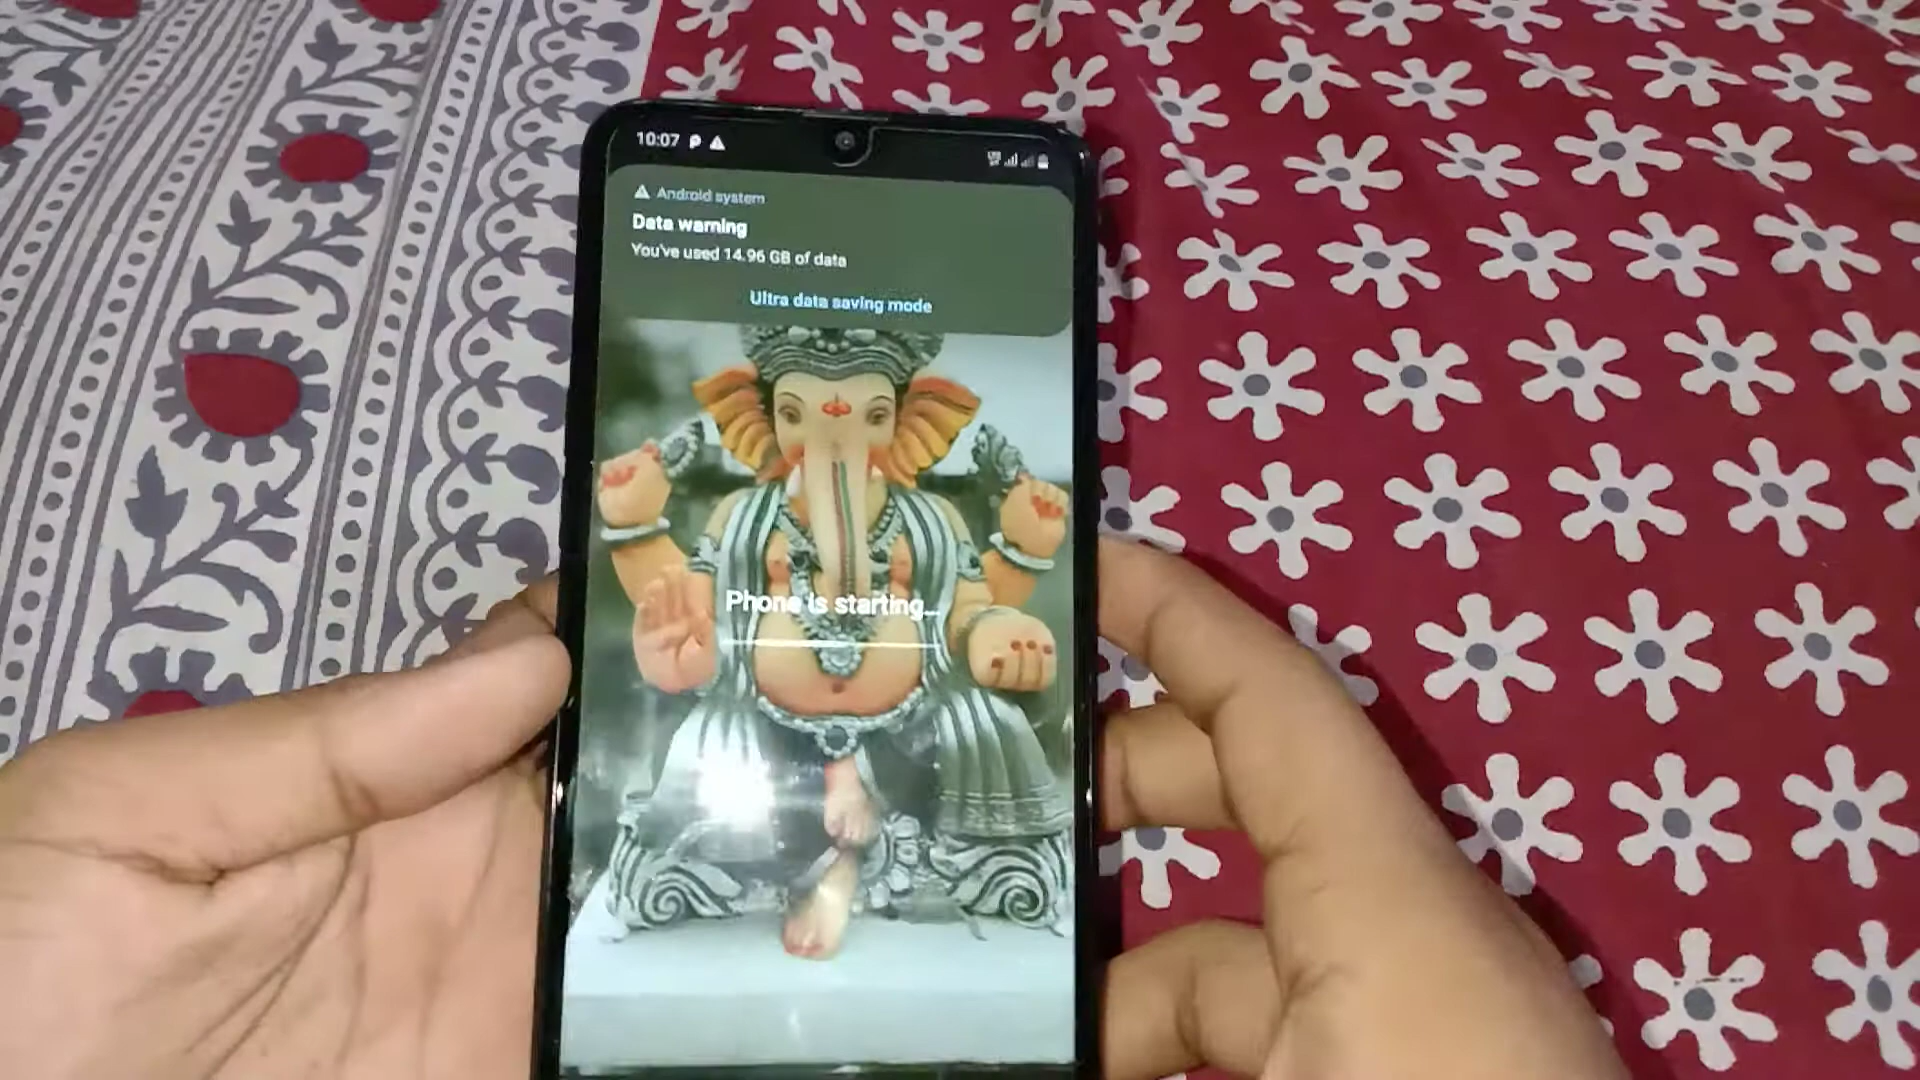 10:07
Android system
Data warning
You've used 14.96 GB of data
Ultra data saving mode
Phone is starting...